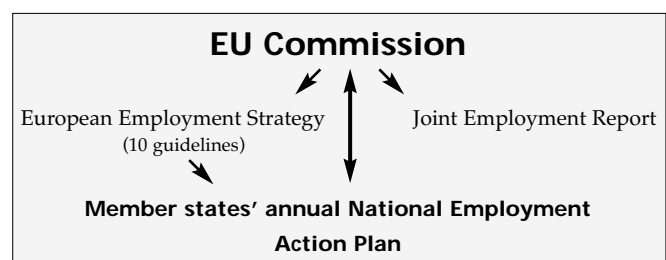 EU Commission
European Employment Strategy
(10 guidelines)
Joint Employment Report
Member states’ annual National Employment
Action Plan